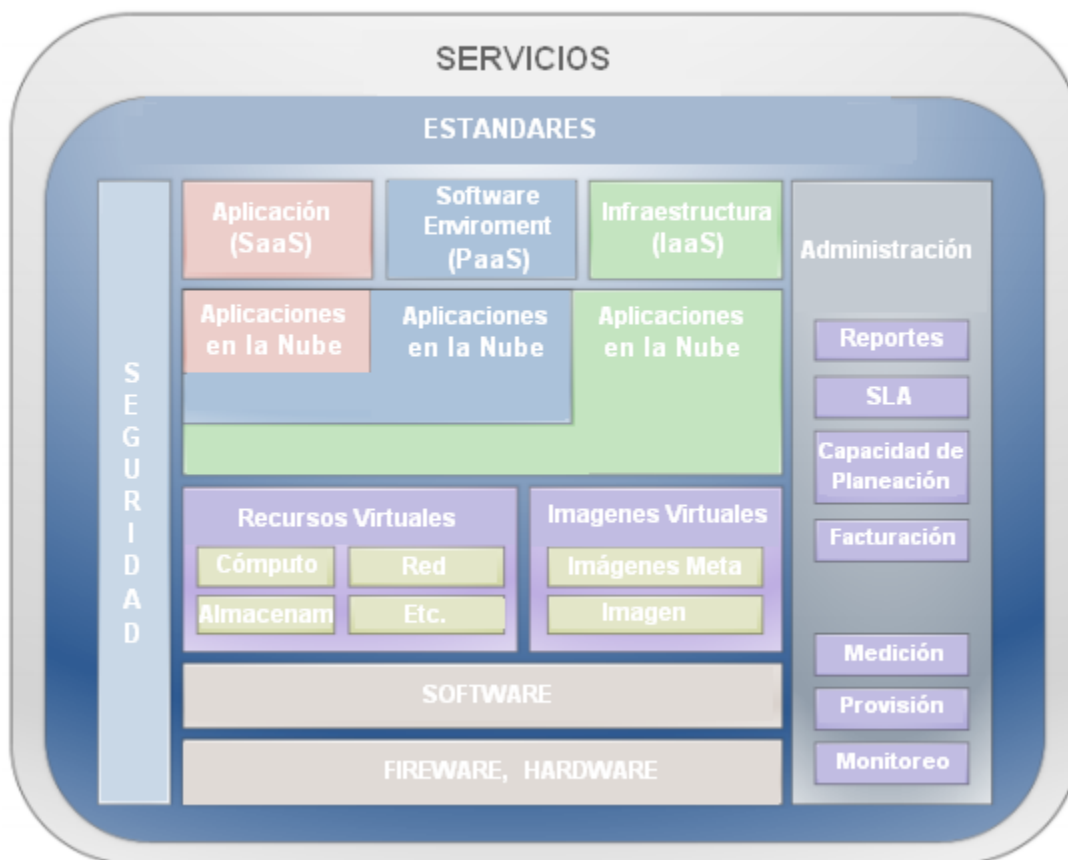 SERVICIOS
ESTANDARES
SEGURIDAD
Aplicación
(SaaS)
Software
Enviroment
(PaaS)
Infraestructura
(IaaS)
Aplicaciones
en la Nube
Aplicaciones
en la Nube
Aplicaciones
en la Nube
Recursos Virtuales
Cómputo
Red
Almacenam
Etc.
Imagenes Virtuales
Imágenes Meta
Imagen
SOFTWARE
FIREWARE, HARDWARE
Administración
Reportes
SLA
Capacidad de
Planeación
Facturación
Medición
Provisión
Monitoreo